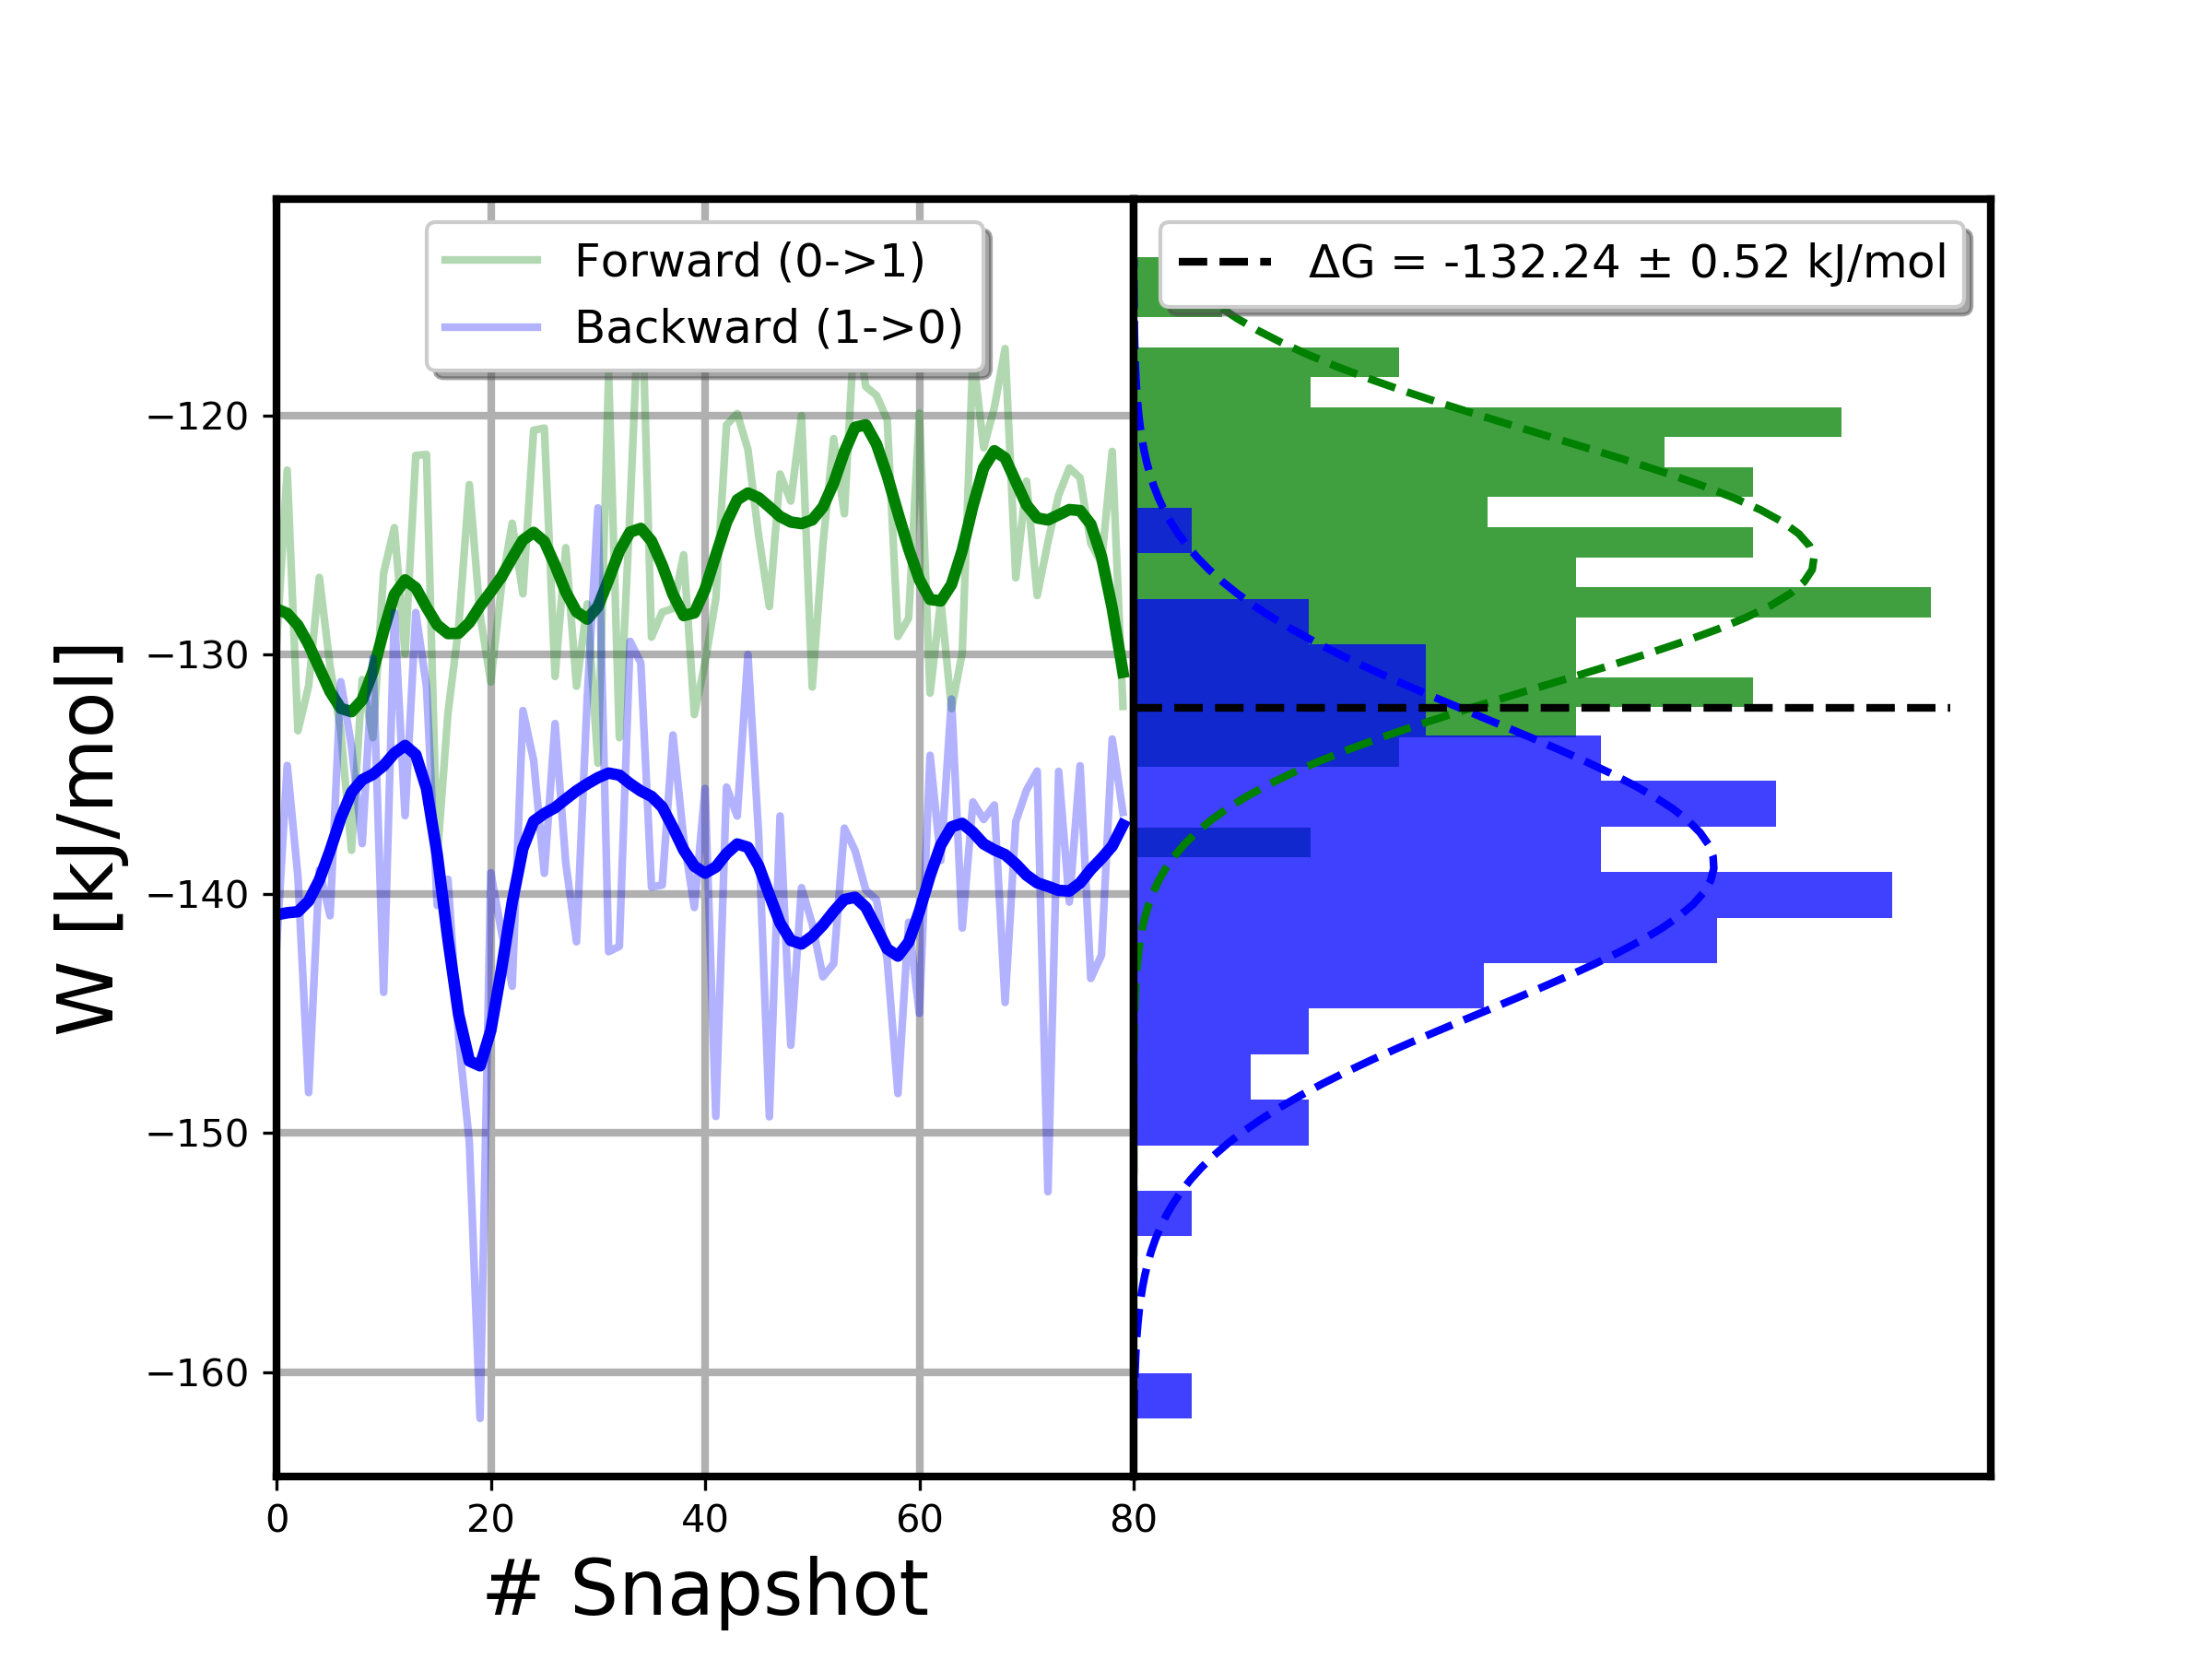 Forward (0->1)
Backward (1->0)
ΔG = -132.24 ± 0.52 kJ/mol
W [kJ/mol]
−120
−130
−140
−150
−160
0 20 40 60 80
# Snapshot